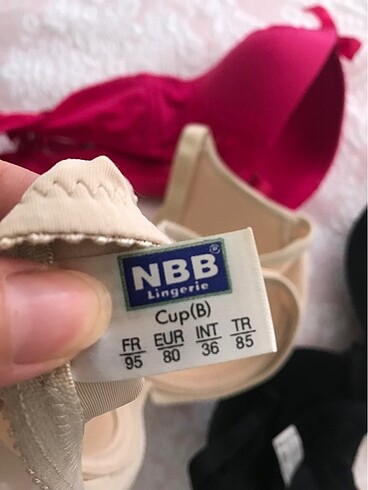 NBB®
Lingerie
Cup(B)
FR EUR INT TR
95 80 36 85